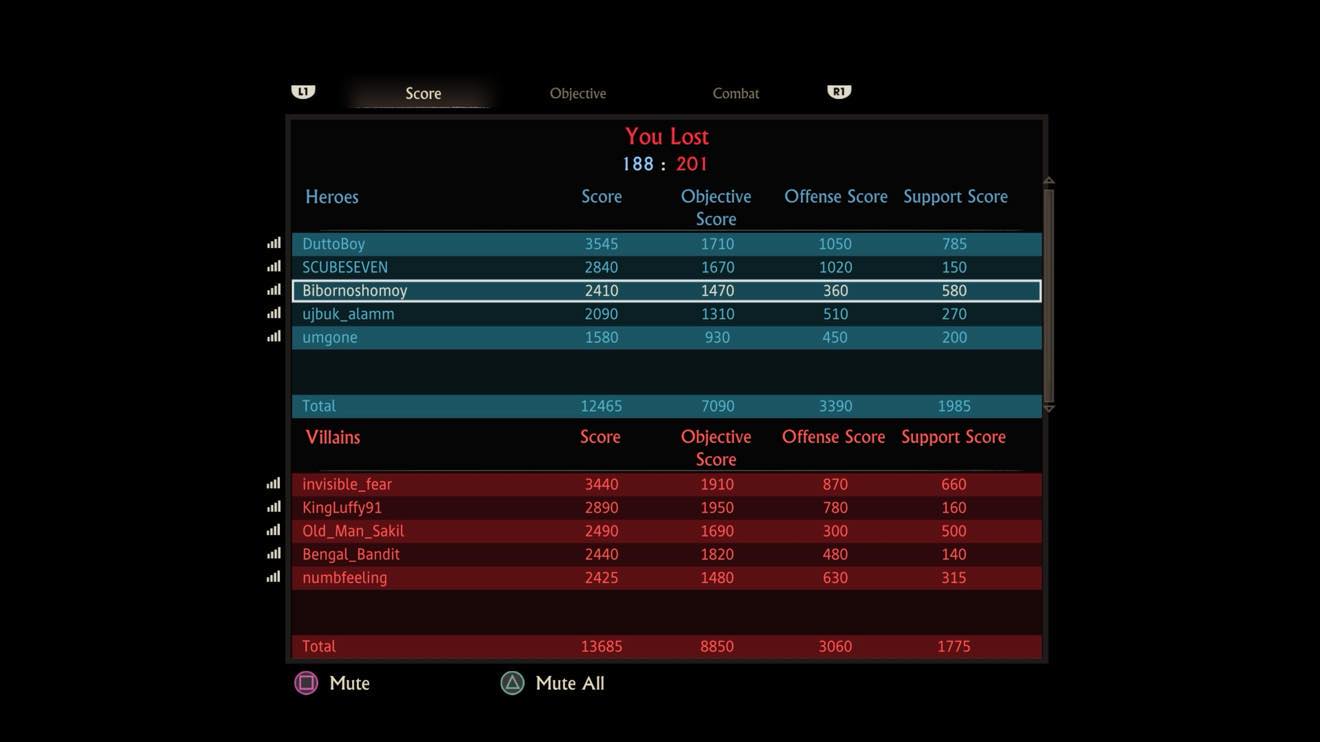 L1 Score Objective Combat R1
You Lost
188 : 201
Heroes Score Objective Score Offense Score Support Score
DuttoBoy 3545 1710 1050 785
SCUBESEVEN 2840 1670 1020 150
Bibornoshomoy 2410 1470 360 580
ujbuk_alamm 2090 1310 510 270
umgone 1580 930 450 200
Total 12465 7090 3390 1985
Villains Score Objective Score Offense Score Support Score
invisible_fear 3440 1910 870 660
KingLuffy91 2890 1950 780 160
Old_Man_Sakil 2490 1690 300 500
Bengal_Bandit 2440 1820 480 140
numbfeeling 2425 1480 630 315
Total 13685 8850 3060 1775
Mute Mute All